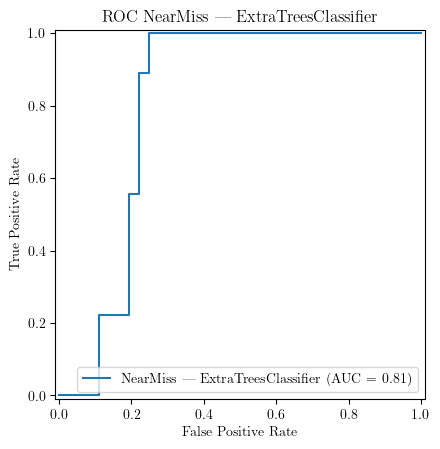 ROC NearMiss — ExtraTreesClassifier
1.0
0.8
0.6
0.4
0.2
0.0
True Positive Rate
NearMiss — ExtraTreesClassifier (AUC = 0.81)
0.0 0.2 0.4 0.6 0.8 1.0
False Positive Rate